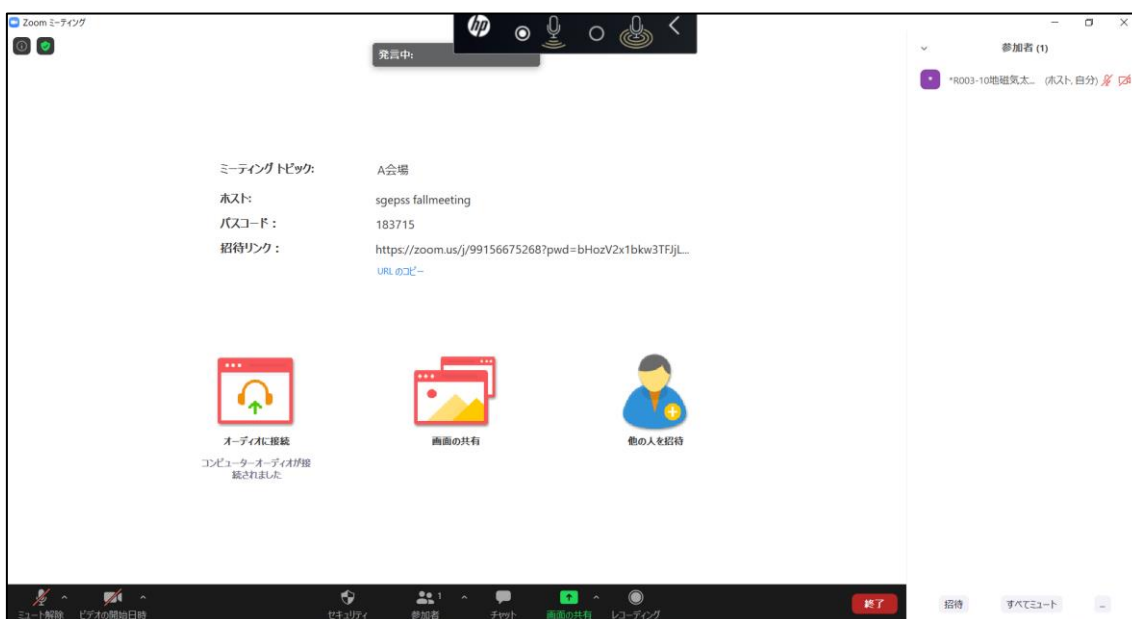 Zoom ミーティング
hp
発言中:
参加者 (1)
*R003-10地磁気太... (ホスト, 自分)
ミーティング トピック: A会場
ホスト: sgepss fallmeeting
パスコード： 183715
招待リンク： https://zoom.us/j/99156675268?pwd=bHozV2x1bkw3TFJjL...
URL のコピー
オーディオに接続
コンピューターオーディオが接
続されました
画面の共有
他の人を招待
ミュート解除
ビデオの開始日時
セキュリティ
1
参加者
チャット
画面の共有
レコーディング
終了
招待
すべてミュート
...